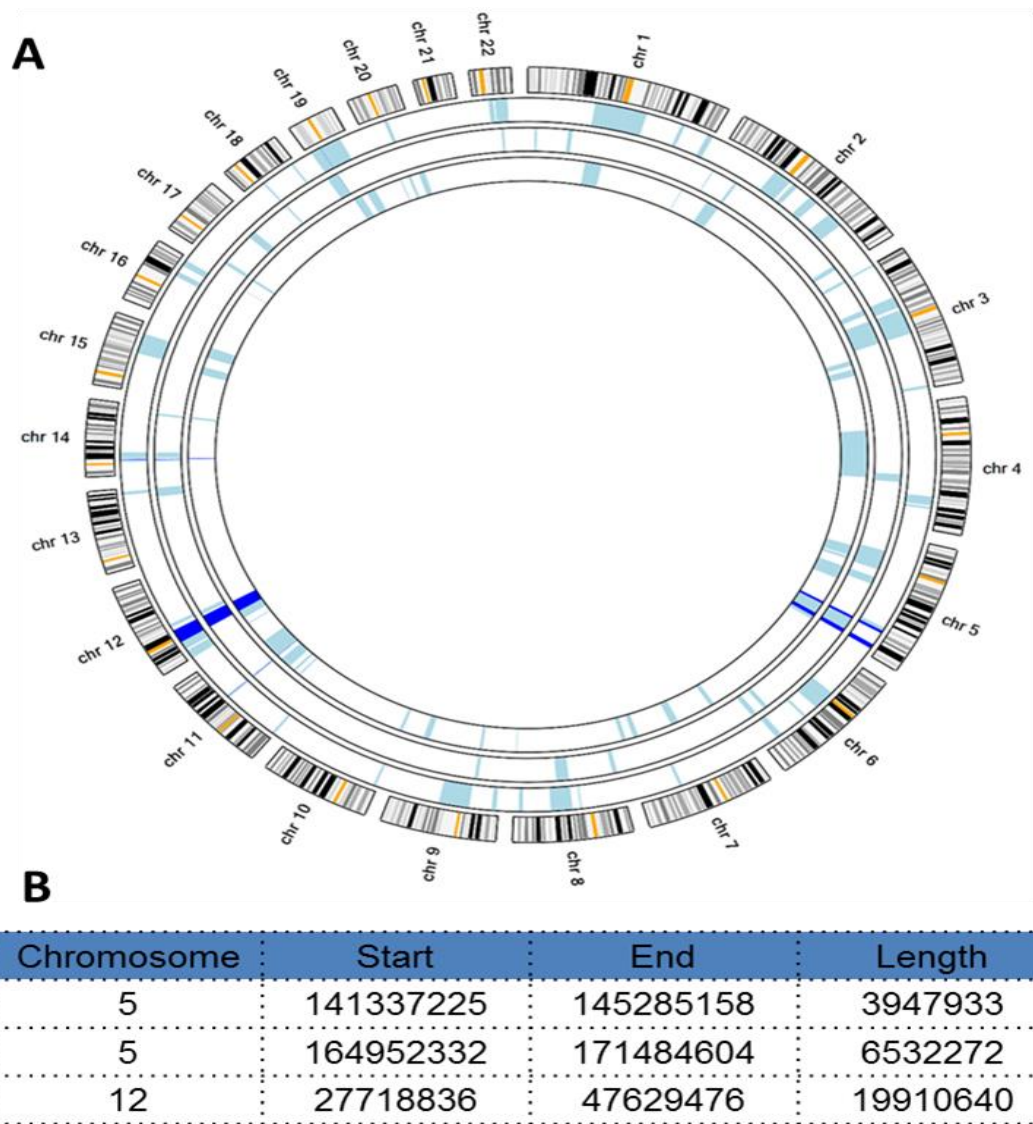 A
chr 1
chr 2
chr 3
chr 4
chr 5
chr 6
chr 7
chr 8
chr 9
chr 10
chr 11
chr 12
chr 13
chr 14
chr 15
chr 16
chr 17
chr 18
chr 19
chr 20
chr 21
chr 22
B
Chromosome Start End Length
5 141337225 145285158 3947933
5 164952332 171484604 6532272
12 27718836 47629476 19910640